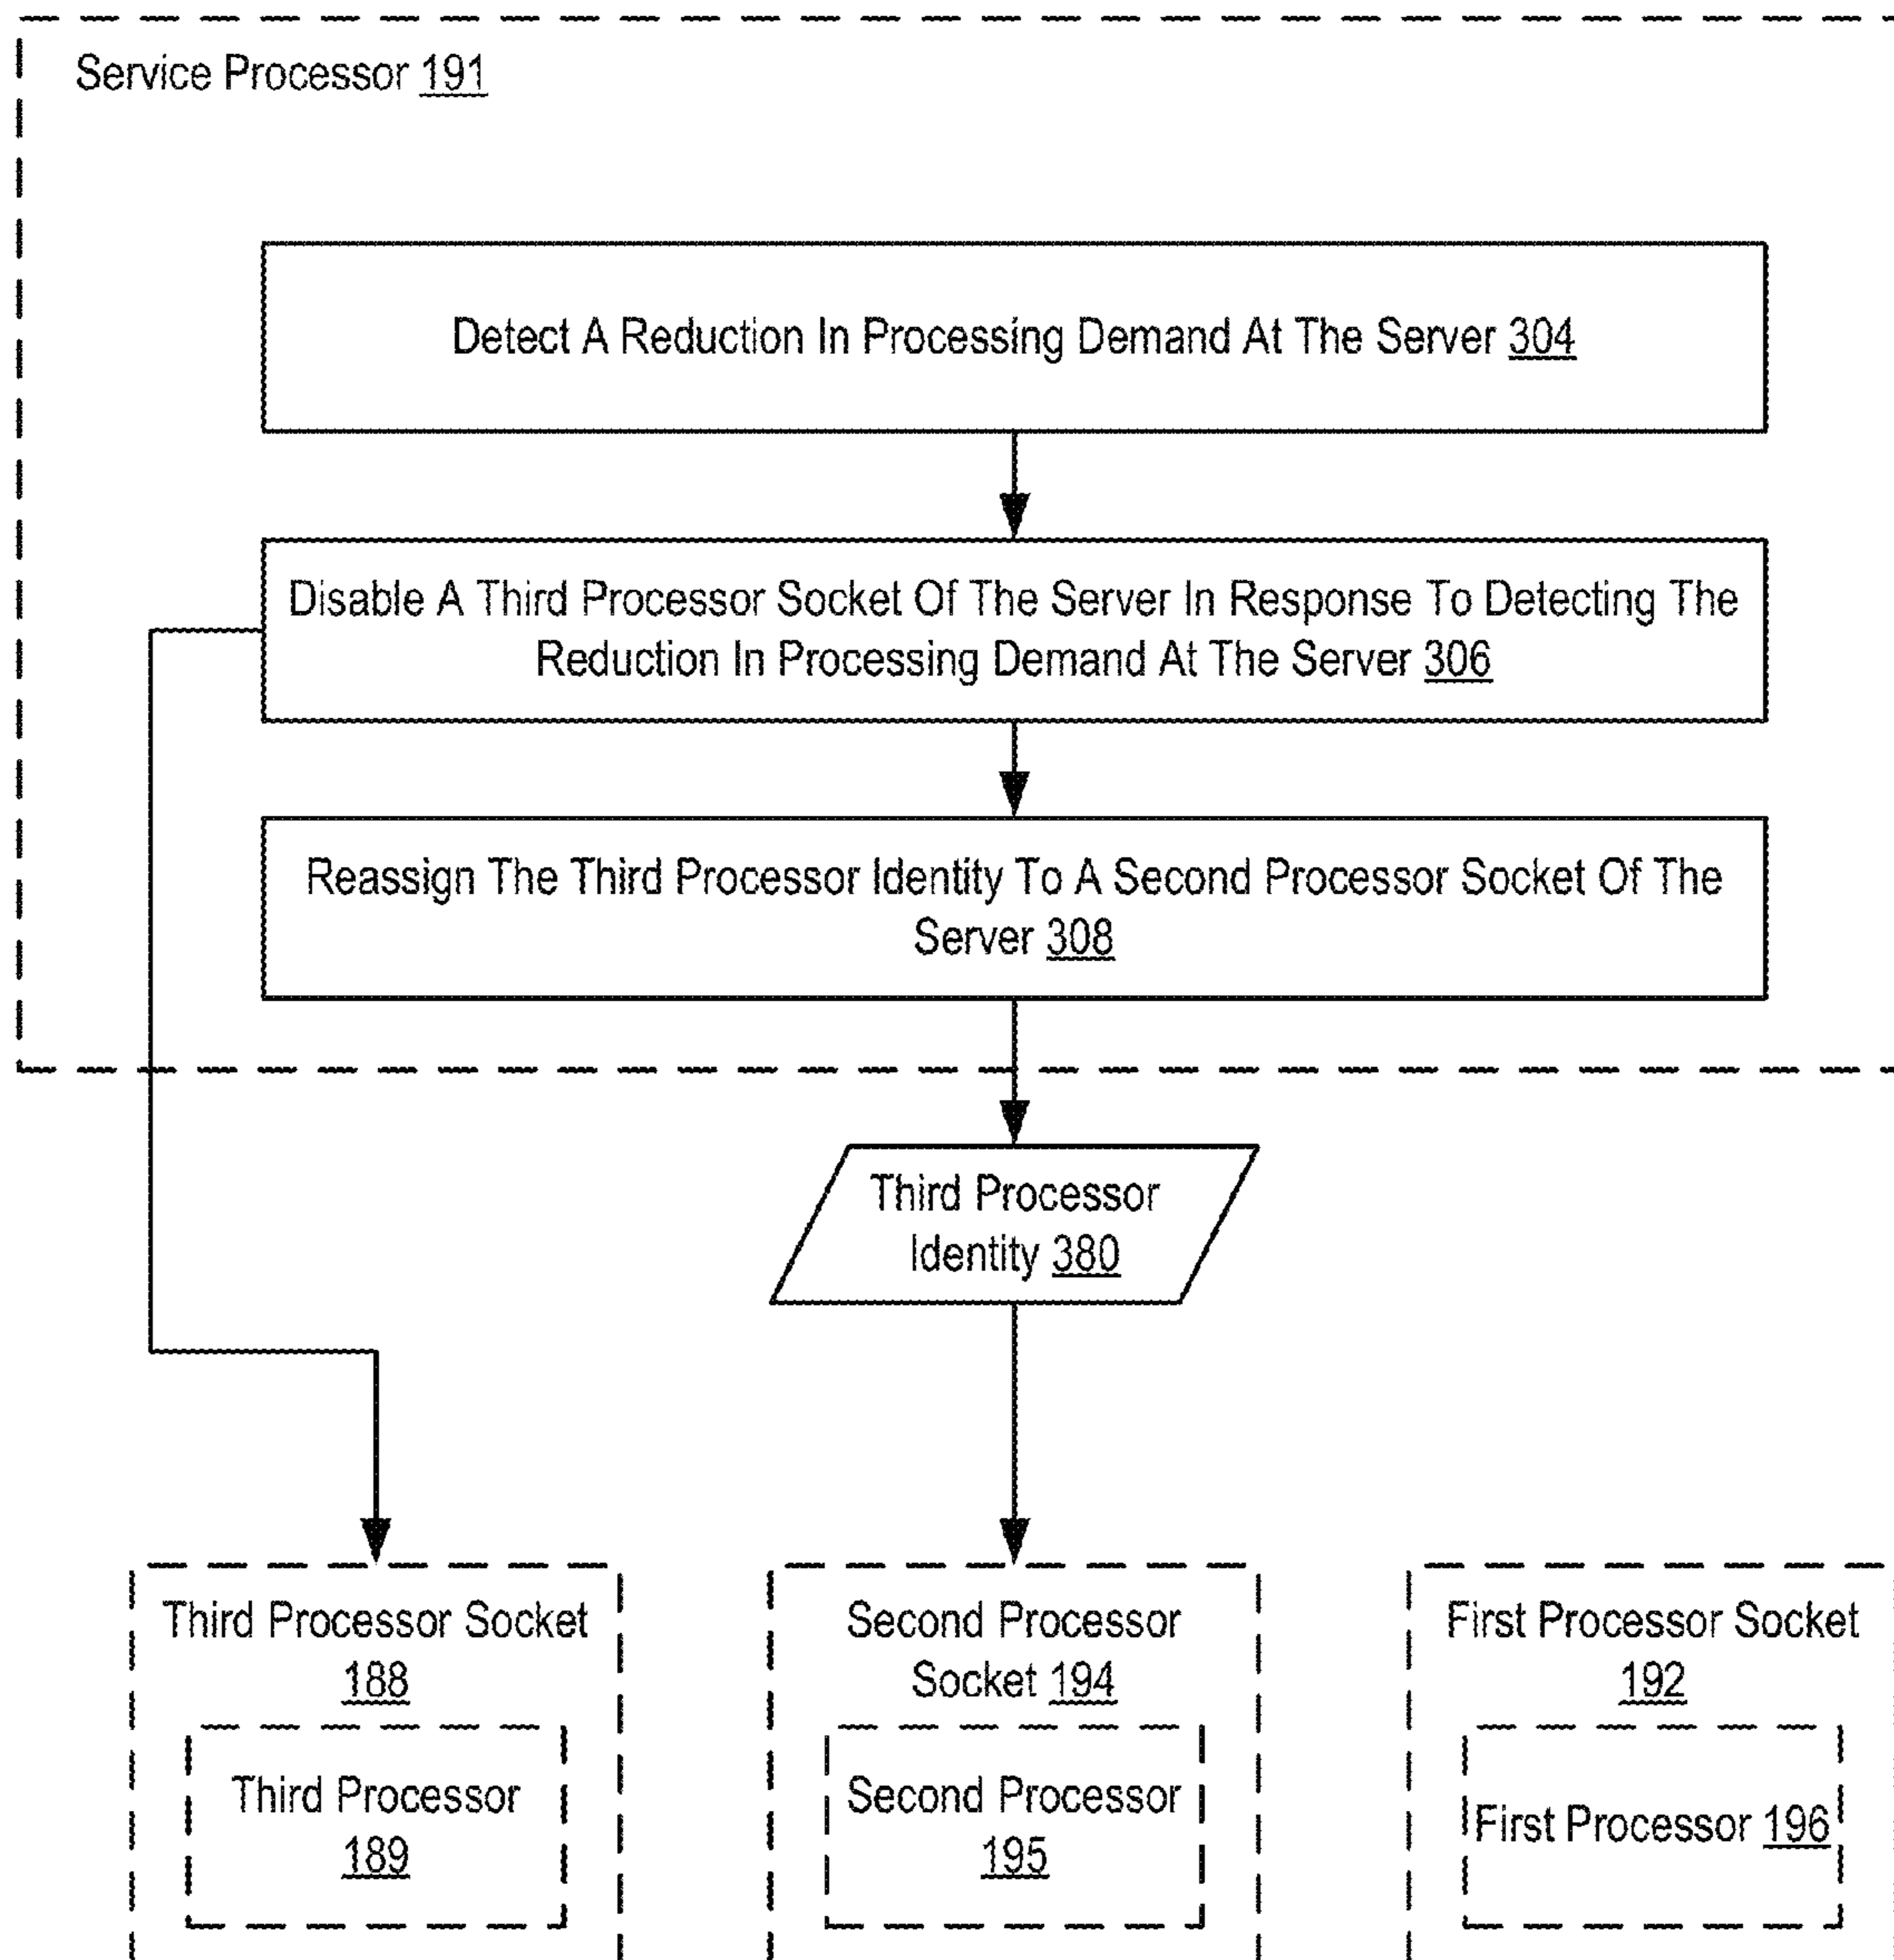 Service Processor 191
Detect A Reduction In Processing Demand At The Server 304
Disable A Third Processor Socket Of The Server In Response To Detecting The
Reduction In Processing Demand At The Server 306
Reassign The Third Processor Identity To A Second Processor Socket Of The
Server 308
Third Processor
Identity 380
Third Processor Socket
188
Third Processor
189
Second Processor
Socket 194
Second Processor
195
First Processor Socket
192
First Processor 196